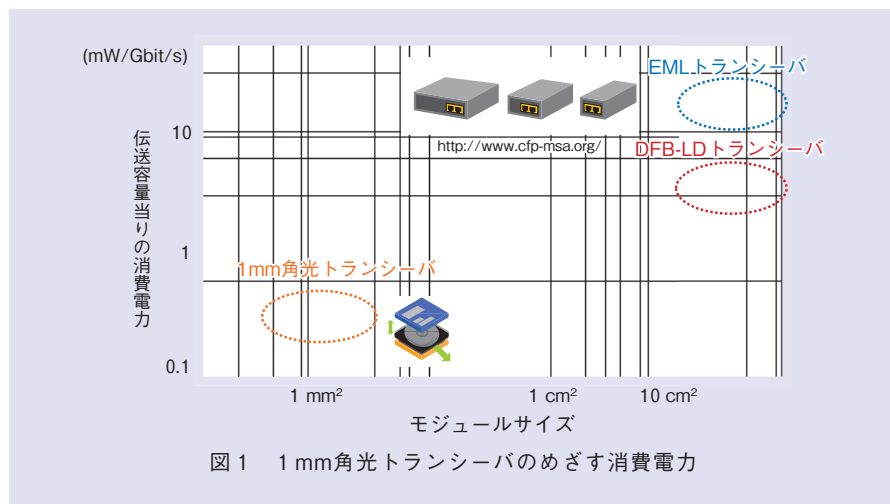 (mW/Gbit/s)
EMLトランシーバ
http://www.cfp-msa.org/
DFB-LDトランシーバ
伝送容量当りの消費電力
10
1
0.1
1mm角光トランシーバ
1 mm²
1 cm²
10 cm²
モジュールサイズ
図1 1mm角光トランシーバのめざす消費電力